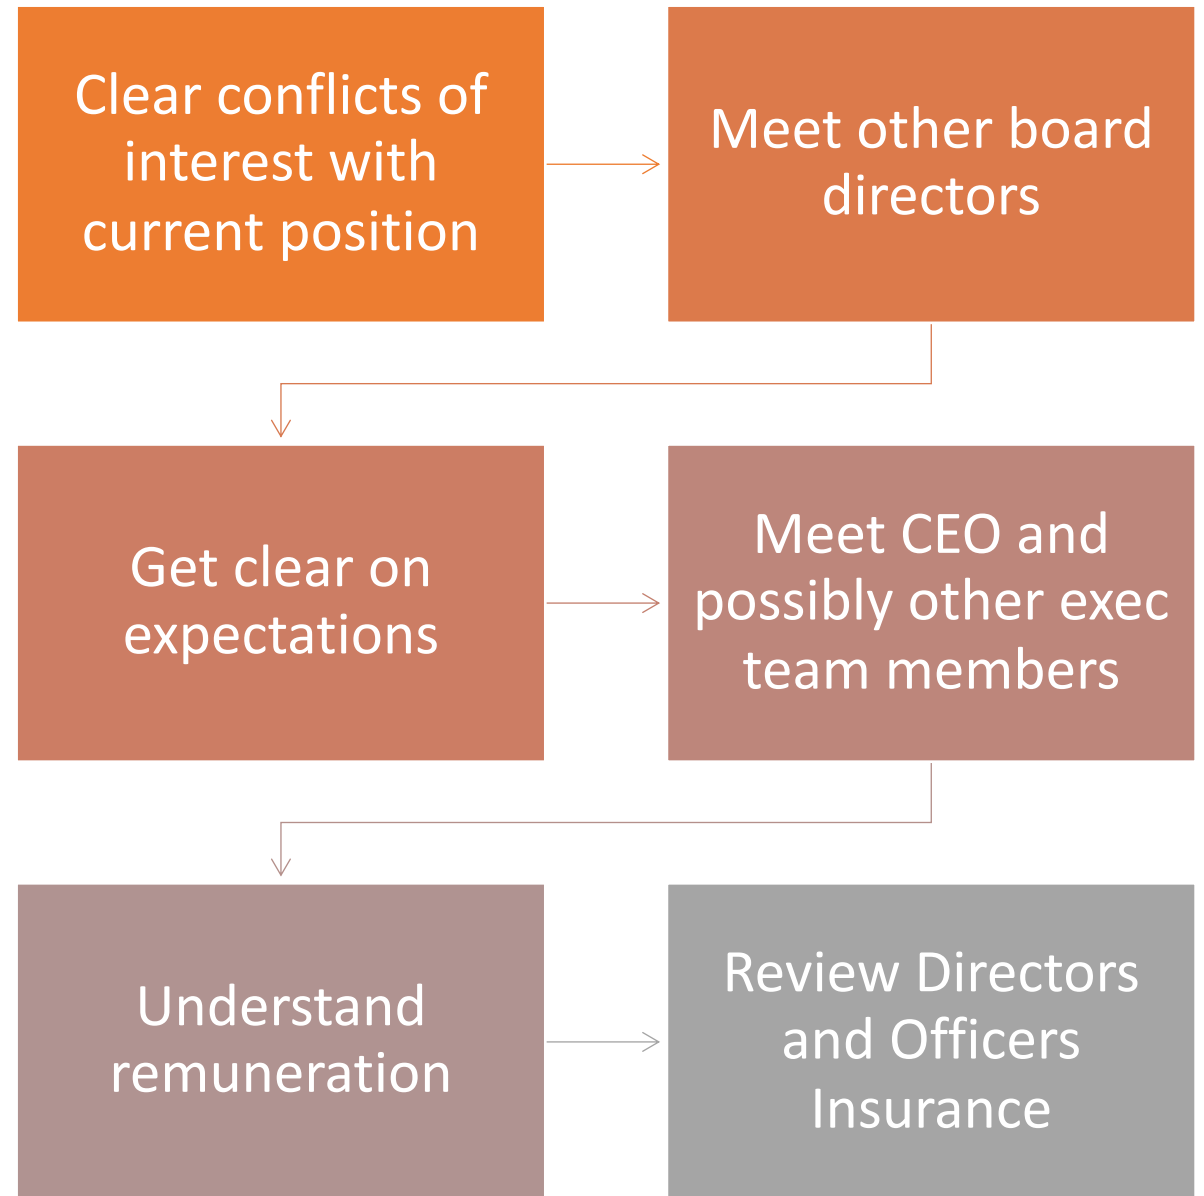 Clear conflicts of
interest with
current position
Meet other board
directors
Get clear on
expectations
Meet CEO and
possibly other exec
team members
Understand
remuneration
Review Directors
and Officers
Insurance